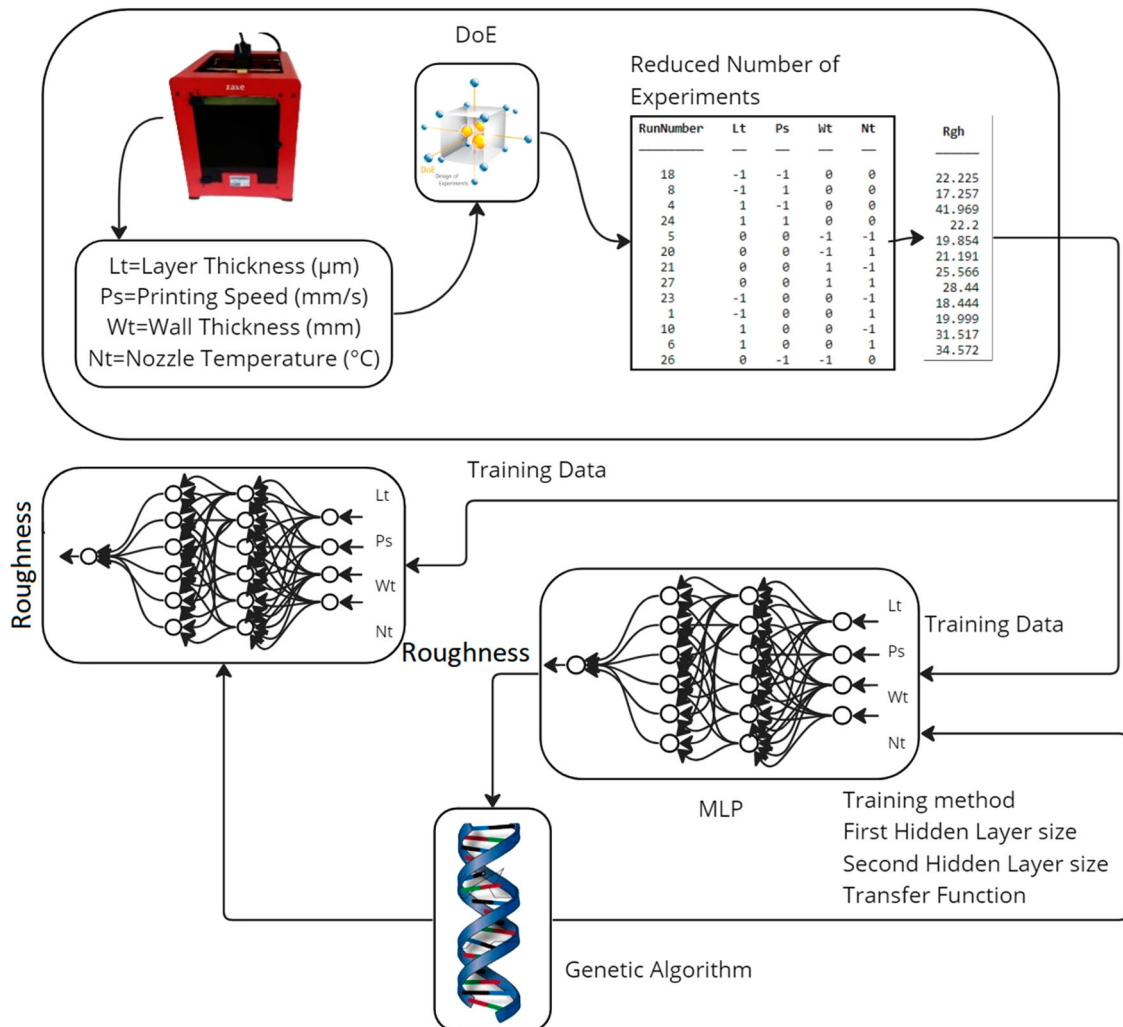 DoE
zaxe
DoE
Design of
Experiments
Reduced Number of
Experiments
RunNumber Lt Ps Wt Nt Rgh
18 -1 -1 0 0 22.225
8 -1 1 0 0 17.257
4 1 -1 0 0 41.969
24 1 1 0 0 22.2
5 0 0 -1 -1 19.854
20 0 0 -1 1 21.191
21 0 0 1 -1 25.566
27 0 0 1 1 28.44
23 -1 0 0 -1 18.444
1 -1 0 0 1 19.999
10 1 0 0 -1 31.517
6 1 0 0 1 34.572
26 0 -1 -1 0
Lt=Layer Thickness (µm)
Ps=Printing Speed (mm/s)
Wt=Wall Thickness (mm)
Nt=Nozzle Temperature (°C)
Training Data
Roughness
Lt
Ps
Wt
Nt
Roughness
Lt
Ps
Wt
Nt
Training Data
MLP
Training method
First Hidden Layer size
Second Hidden Layer size
Transfer Function
Genetic Algorithm